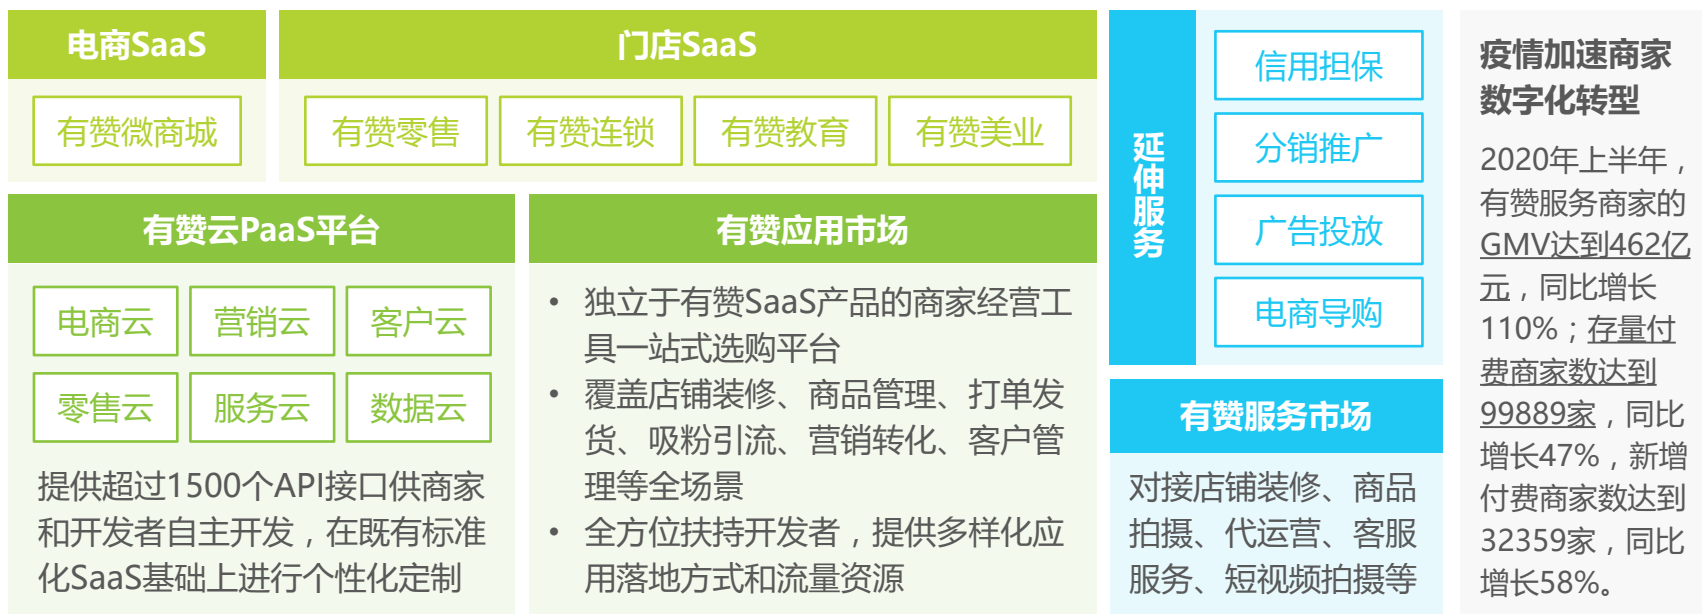 电商SaaS
有赞微商城
门店SaaS
有赞零售
有赞连锁
有赞教育
有赞美业
有赞云PaaS平台
电商云
营销云
客户云
零售云
服务云
数据云
提供超过1500个API接口供商家
和开发者自主开发，在既有标准
化SaaS基础上进行个性化定制
有赞应用市场
• 独立于有赞SaaS产品的商家经营工
具一站式选购平台
• 覆盖店铺装修、商品管理、打单发
货、吸粉引流、营销转化、客户管
理等全场景
• 全方位扶持开发者，提供多样化应
用落地方式和流量资源
延伸服务
信用担保
分销推广
广告投放
电商导购
有赞服务市场
对接店铺装修、商品
拍摄、代运营、客服
服务、短视频拍摄等
疫情加速商家
数字化转型
2020年上半年，
有赞服务商家的
GMV达到462亿
元，同比增长
110%；存量付
费商家数达到
99889家，同比
增长47%，新增
付费商家数达到
32359家，同比
增长58%。